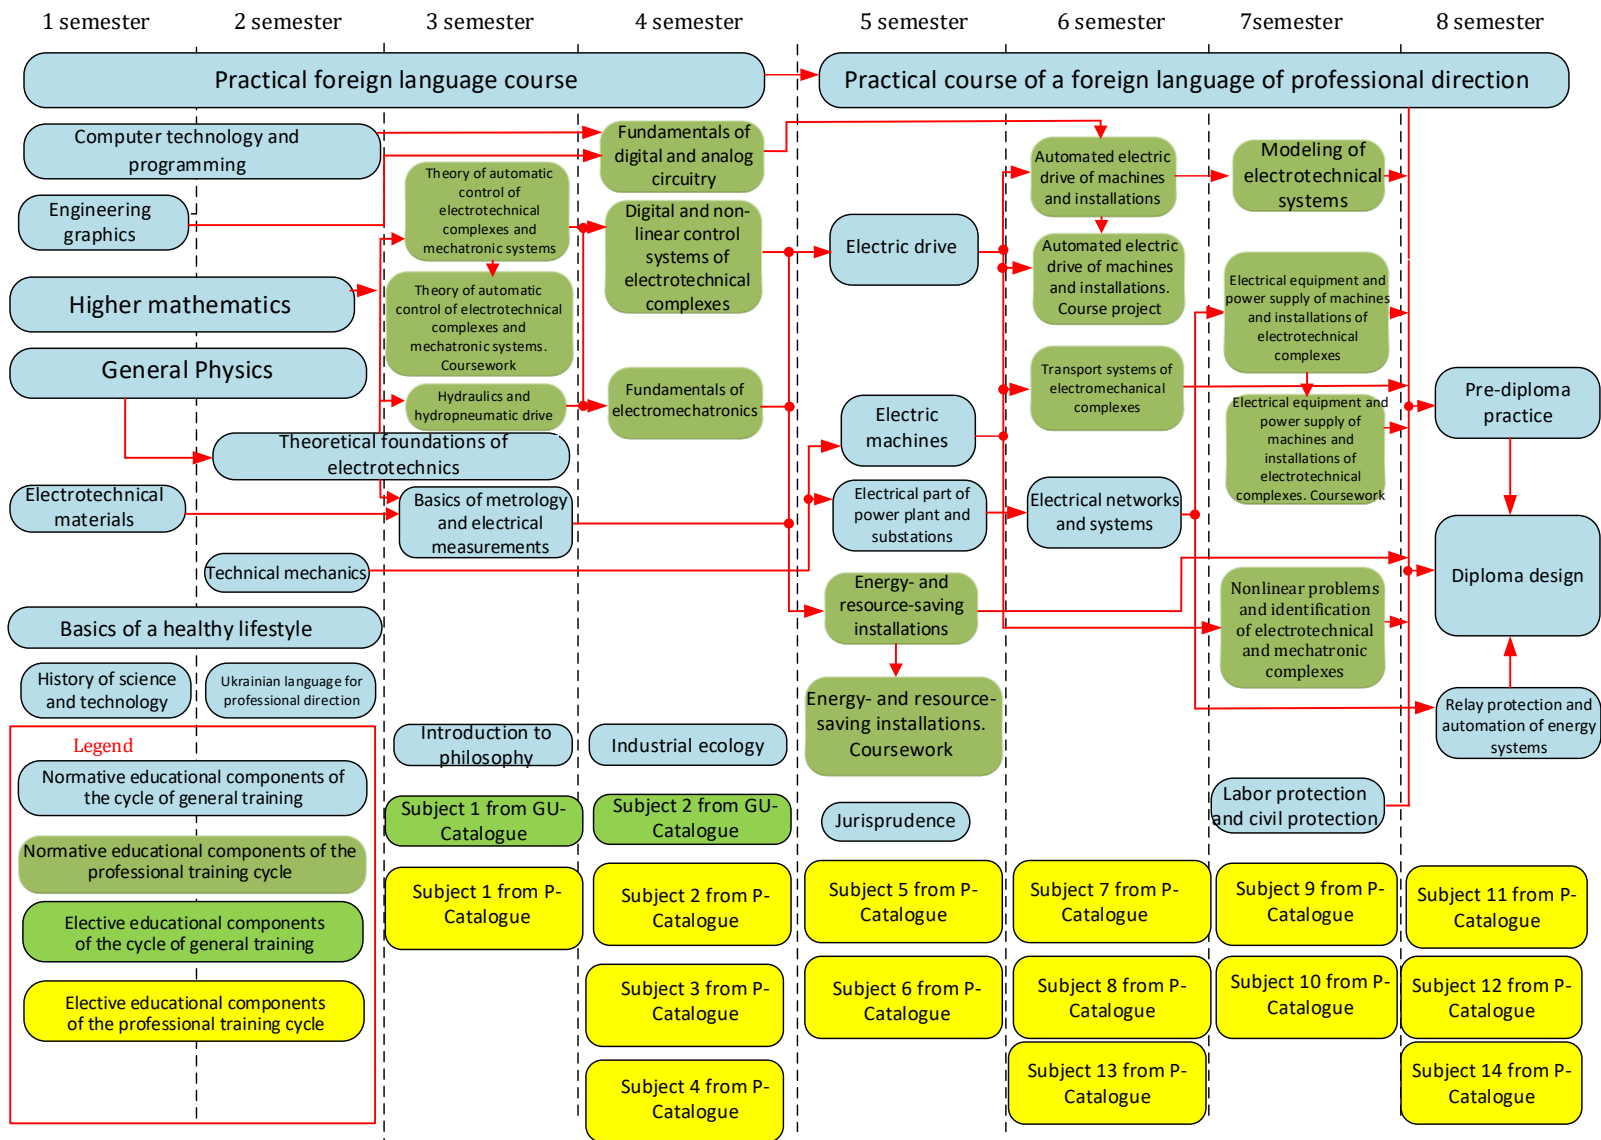 1 semester
2 semester
3 semester
4 semester
5 semester
6 semester
7semester
8 semester
Practical foreign language course
Practical course of a foreign language of professional direction
Computer technology and
programming
Engineering
graphics
Higher mathematics
General Physics
Theoretical foundations of
electrotechnics
Electrotechnical
materials
Technical mechanics
Basics of a healthy lifestyle
History of science
and technology
Ukrainian language for
professional direction
Theory of automatic
control of
electrotechnical
complexes and
mechatronic systems
Theory of automatic
control of electrotechnical
complexes and
mechatronic systems.
Coursework
Hydraulics and
hydropneumatic drive
Basics of metrology
and electrical
measurements
Introduction to
philosophy
Subject 1 from GU-
Catalogue
Subject 1 from P-
Catalogue
Fundamentals of
digital and analog
circuitry
Digital and non-
linear control
systems of
electrotechnical
complexes
Fundamentals of
electromechatronics
Industrial ecology
Subject 2 from GU-
Catalogue
Subject 2 from P-
Catalogue
Subject 3 from P-
Catalogue
Subject 4 from P-
Catalogue
Electric drive
Electric
machines
Electrical part of
power plant and
substations
Energy- and
resource-saving
installations
Energy- and resource-
saving installations.
Coursework
Jurisprudence
Subject 5 from P-
Catalogue
Subject 6 from P-
Catalogue
Automated electric
drive of machines
and installations
Automated electric
drive of machines
and installations.
Course project
Transport systems of
electromechanical
complexes
Electrical networks
and systems
Subject 7 from P-
Catalogue
Subject 8 from P-
Catalogue
Subject 13 from P-
Catalogue
Modeling of
electrotechnical
systems
Electrical equipment and
power supply of machines
and installations of
electrotechnical
complexes
Electrical equipment and
power supply of
machines and
installations of
electrotechnical
complexes. Coursework
Nonlinear problems
and identification
of electrotechnical
and mechatronic
complexes
Labor protection
and civil protection
Subject 9 from P-
Catalogue
Subject 10 from P-
Catalogue
Pre-diploma
practice
Diploma design
Relay protection and
automation of energy
systems
Subject 11 from P-
Catalogue
Subject 12 from P-
Catalogue
Subject 14 from P-
Catalogue
Legend
Normative educational components of
the cycle of general training
Normative educational components of the
professional training cycle
Elective educational components
of the cycle of general training
Elective educational components
of the professional training cycle